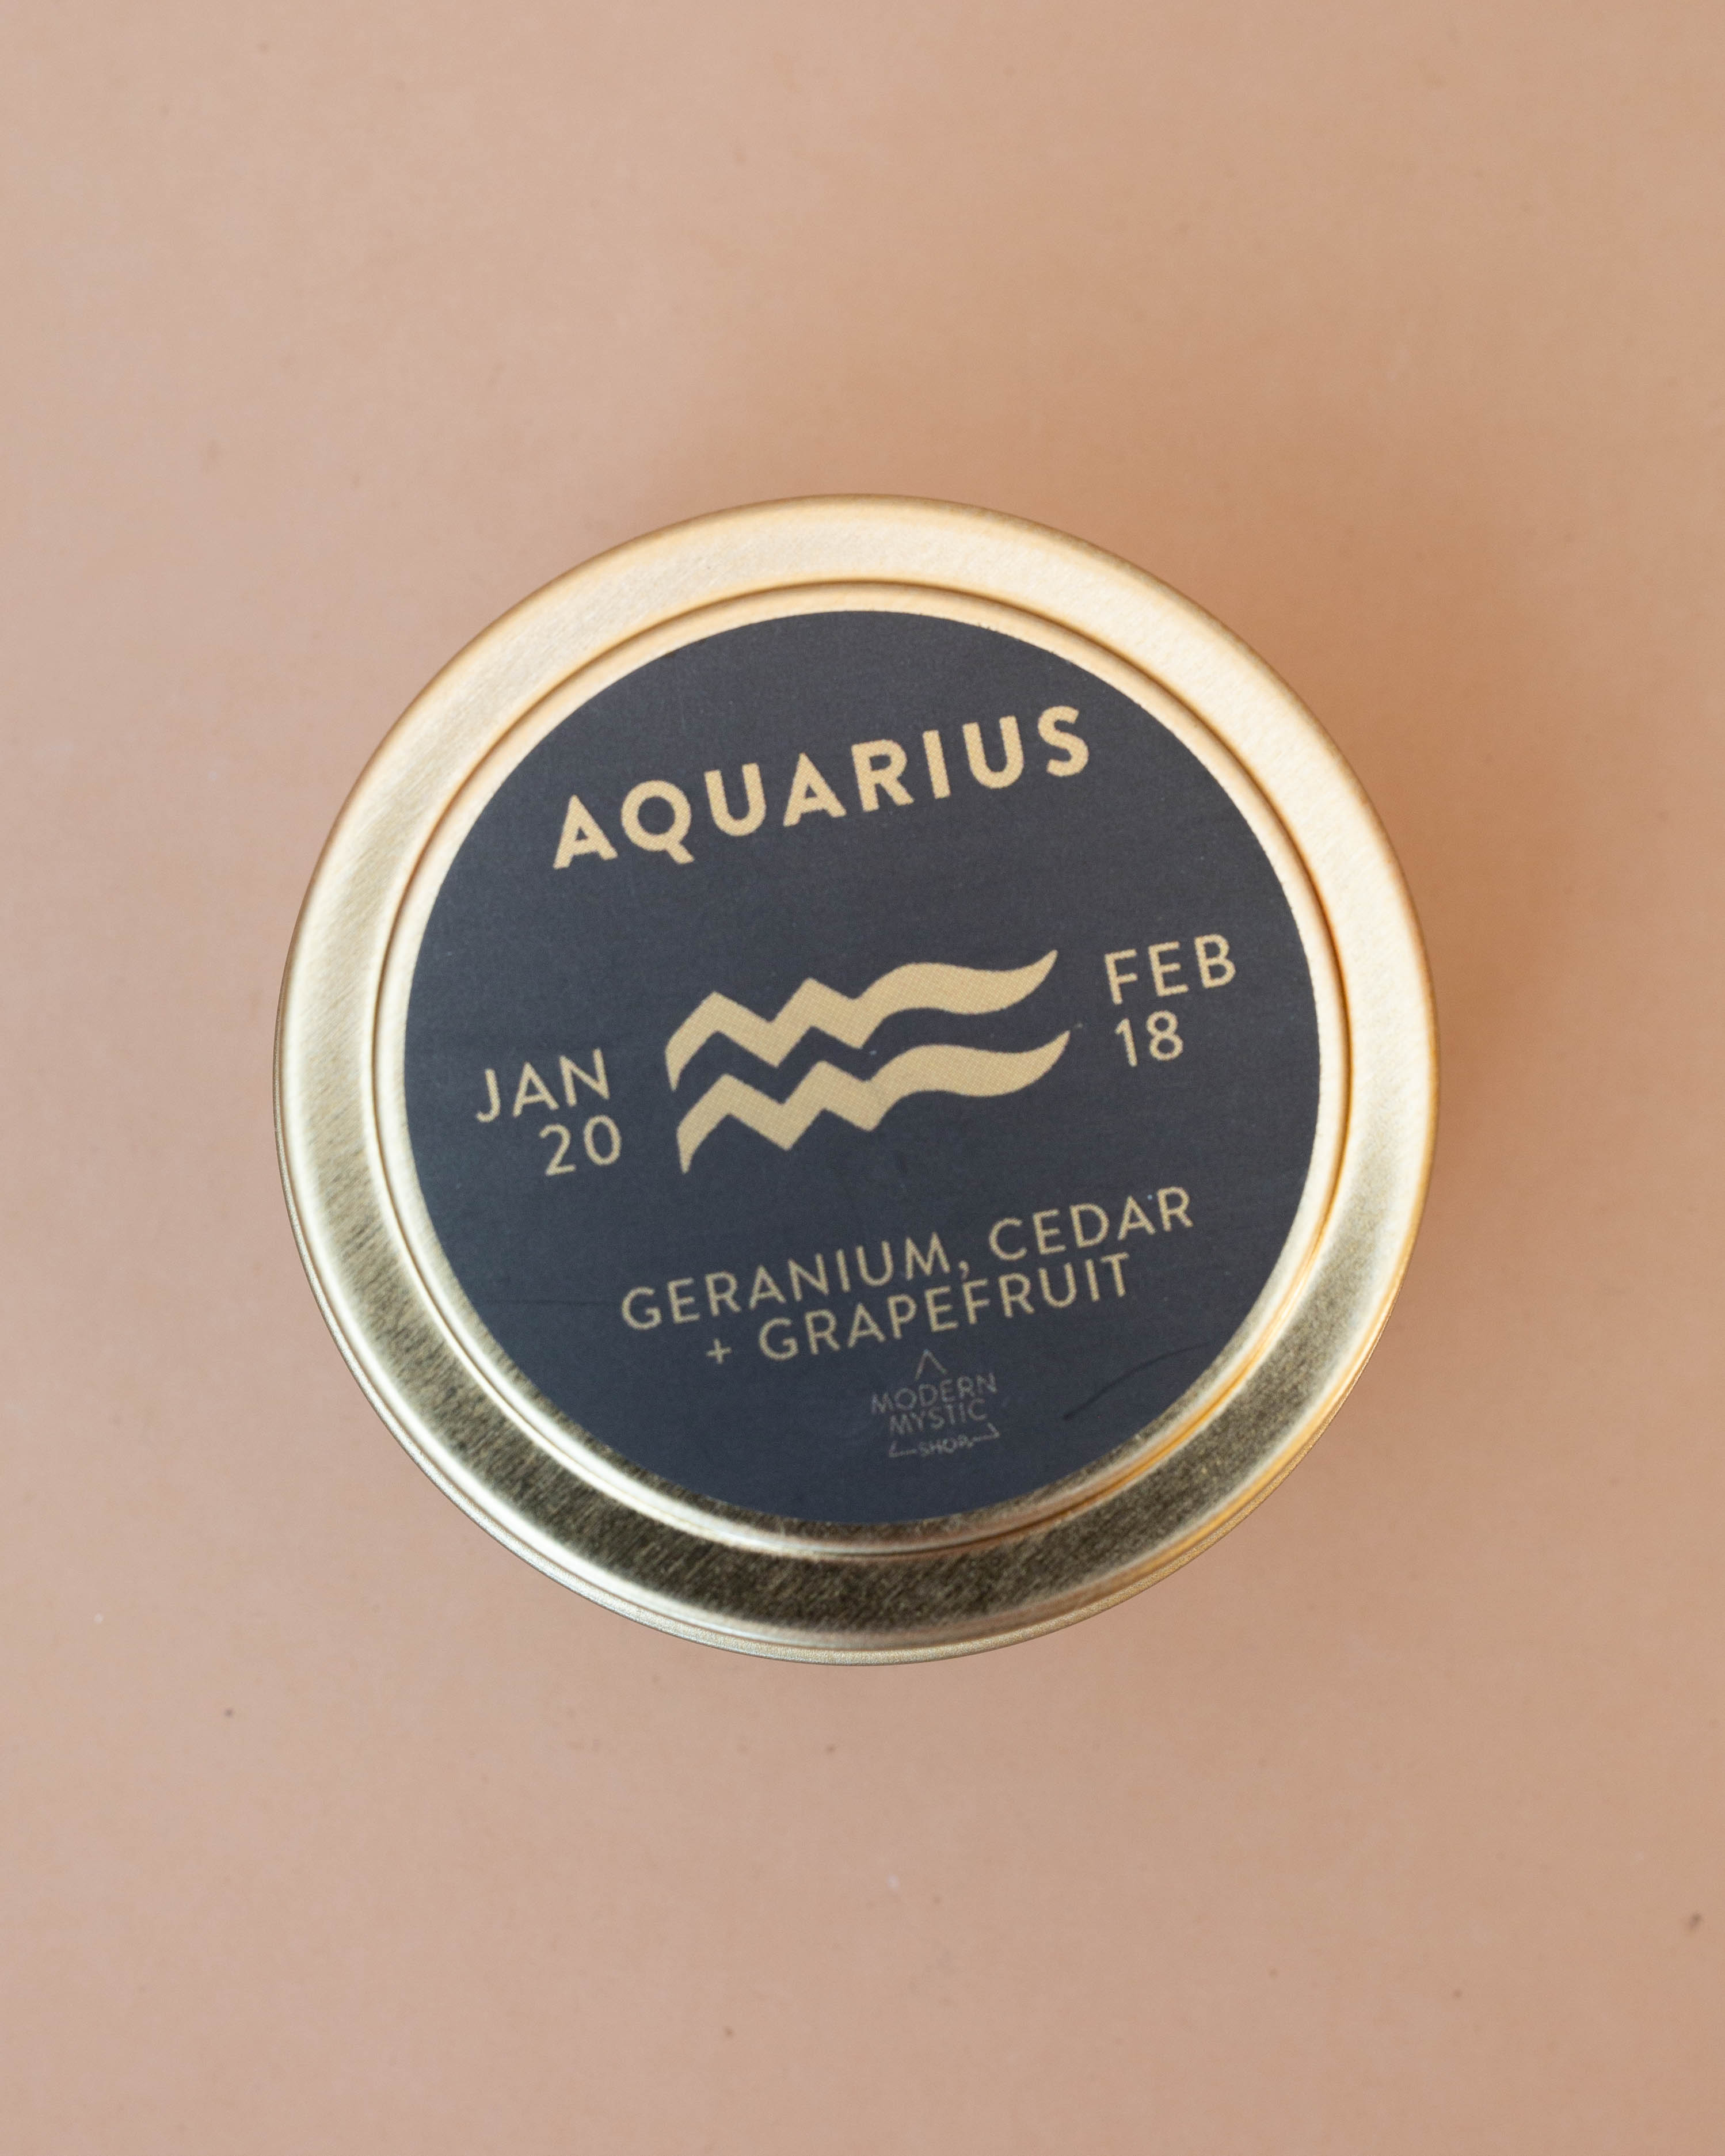 AQUARIUS
JAN
20
FEB
18
GERANIUM, CEDAR
+ GRAPEFRUIT
MODERN
MYSTIC
SHOP